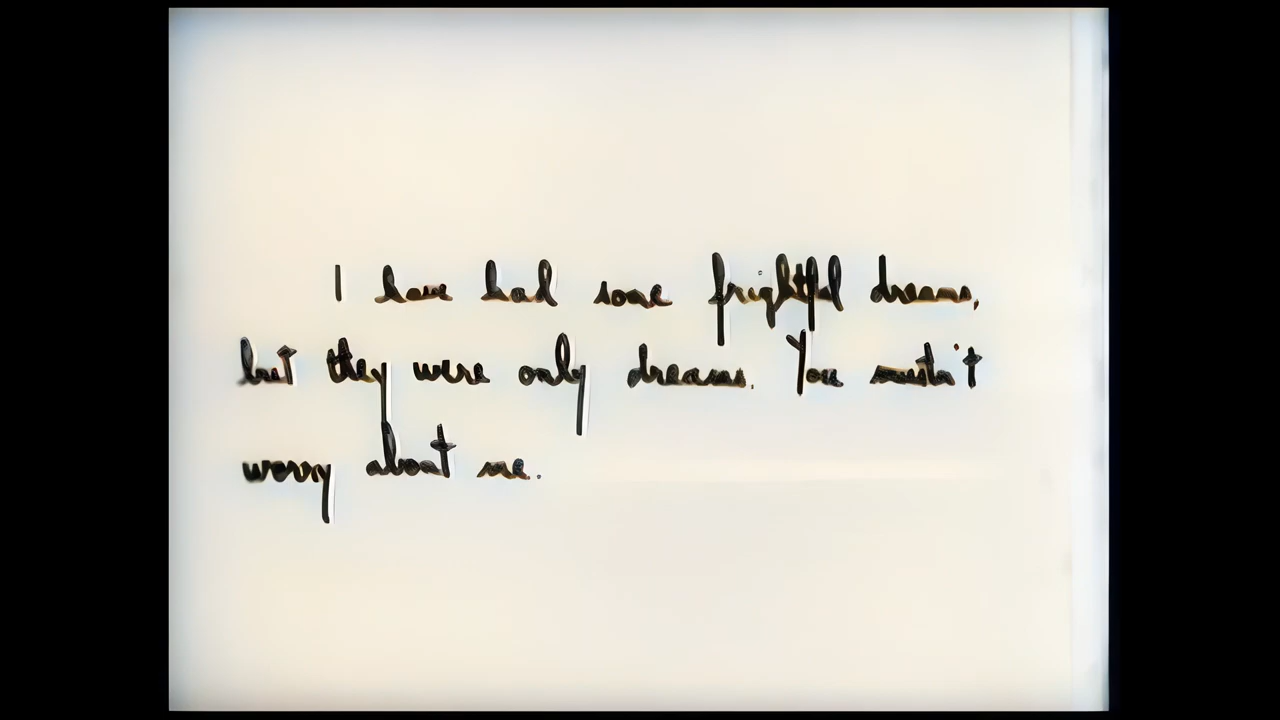 I have had some frightful dreams,
but they were only dreams. You mustn't
worry about me.